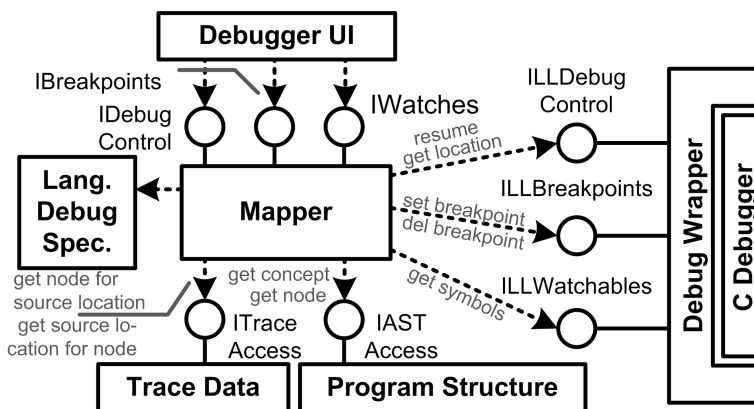 Debugger UI
IBreakpoints
IDebug
Control
IWatches
ILLDebug
Control
resume
get location
Lang.
Debug
Spec.
Mapper
ILLBreakpoints
set breakpoint
del breakpoint
Debug Wrapper
C Debugger
get node for
source location
get source lo-
cation for node
get concept
get node
get symbols
ILLWatchables
ITrace
Access
IAST
Access
Trace Data
Program Structure